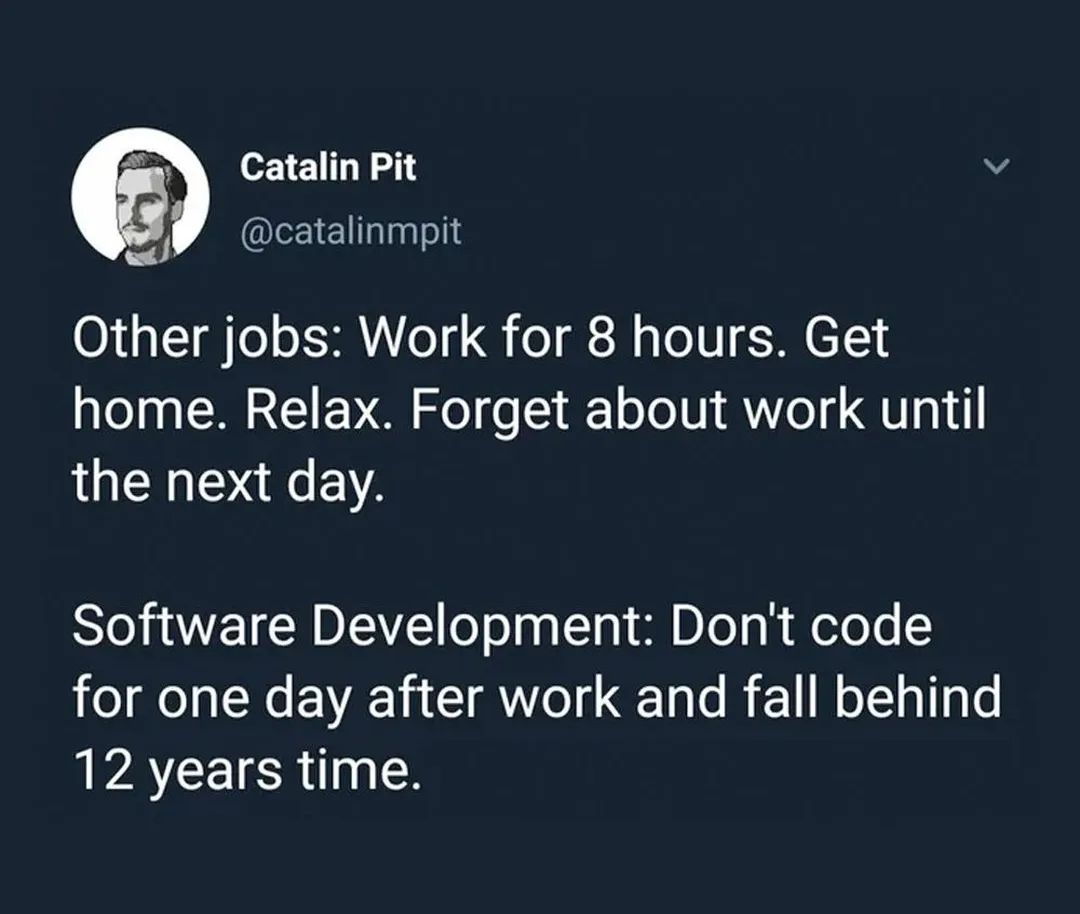 Catalin Pit
@catalinmpit
Other jobs: Work for 8 hours. Get
home. Relax. Forget about work until
the next day.
Software Development: Don't code
for one day after work and fall behind
12 years time.